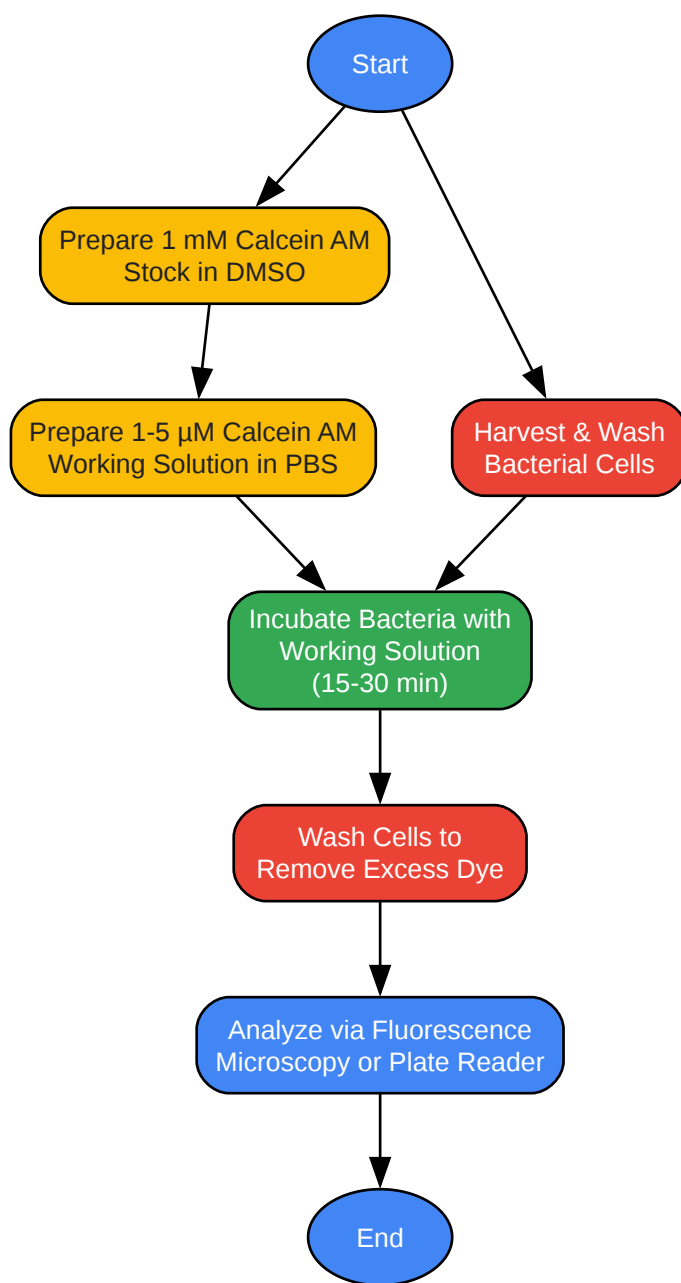 Start
Prepare 1 mM Calcein AM
Stock in DMSO
Prepare 1-5 µM Calcein AM
Working Solution in PBS
Harvest & Wash
Bacterial Cells
Incubate Bacteria with
Working Solution
(15-30 min)
Wash Cells to
Remove Excess Dye
Analyze via Fluorescence
Microscopy or Plate Reader
End